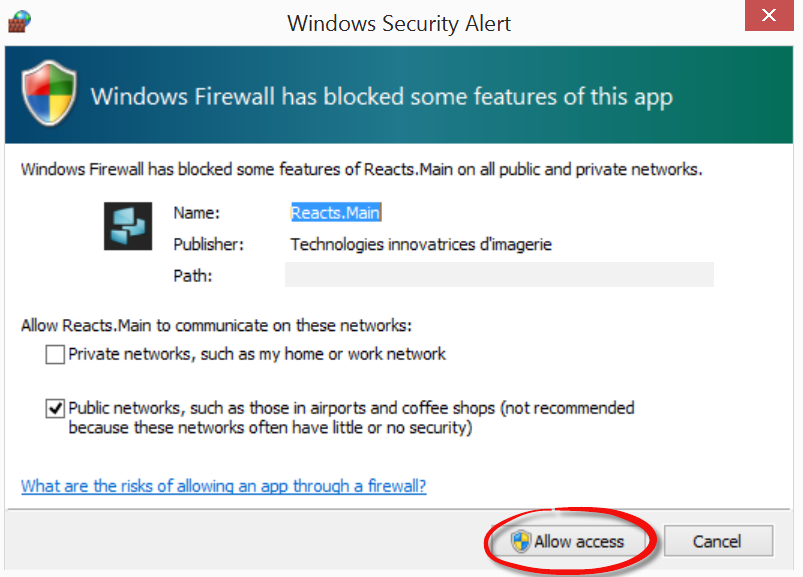 Windows Security Alert
Windows Firewall has blocked some features of this app
Windows Firewall has blocked some features of Reacts.Main on all public and private networks.
Name: Reacts.Main
Publisher: Technologies innovatrices d'imagerie
Path:
Allow Reacts.Main to communicate on these networks:
Private networks, such as my home or work network
Public networks, such as those in airports and coffee shops (not recommended
because these networks often have little or no security)
What are the risks of allowing an app through a firewall?
Allow access Cancel